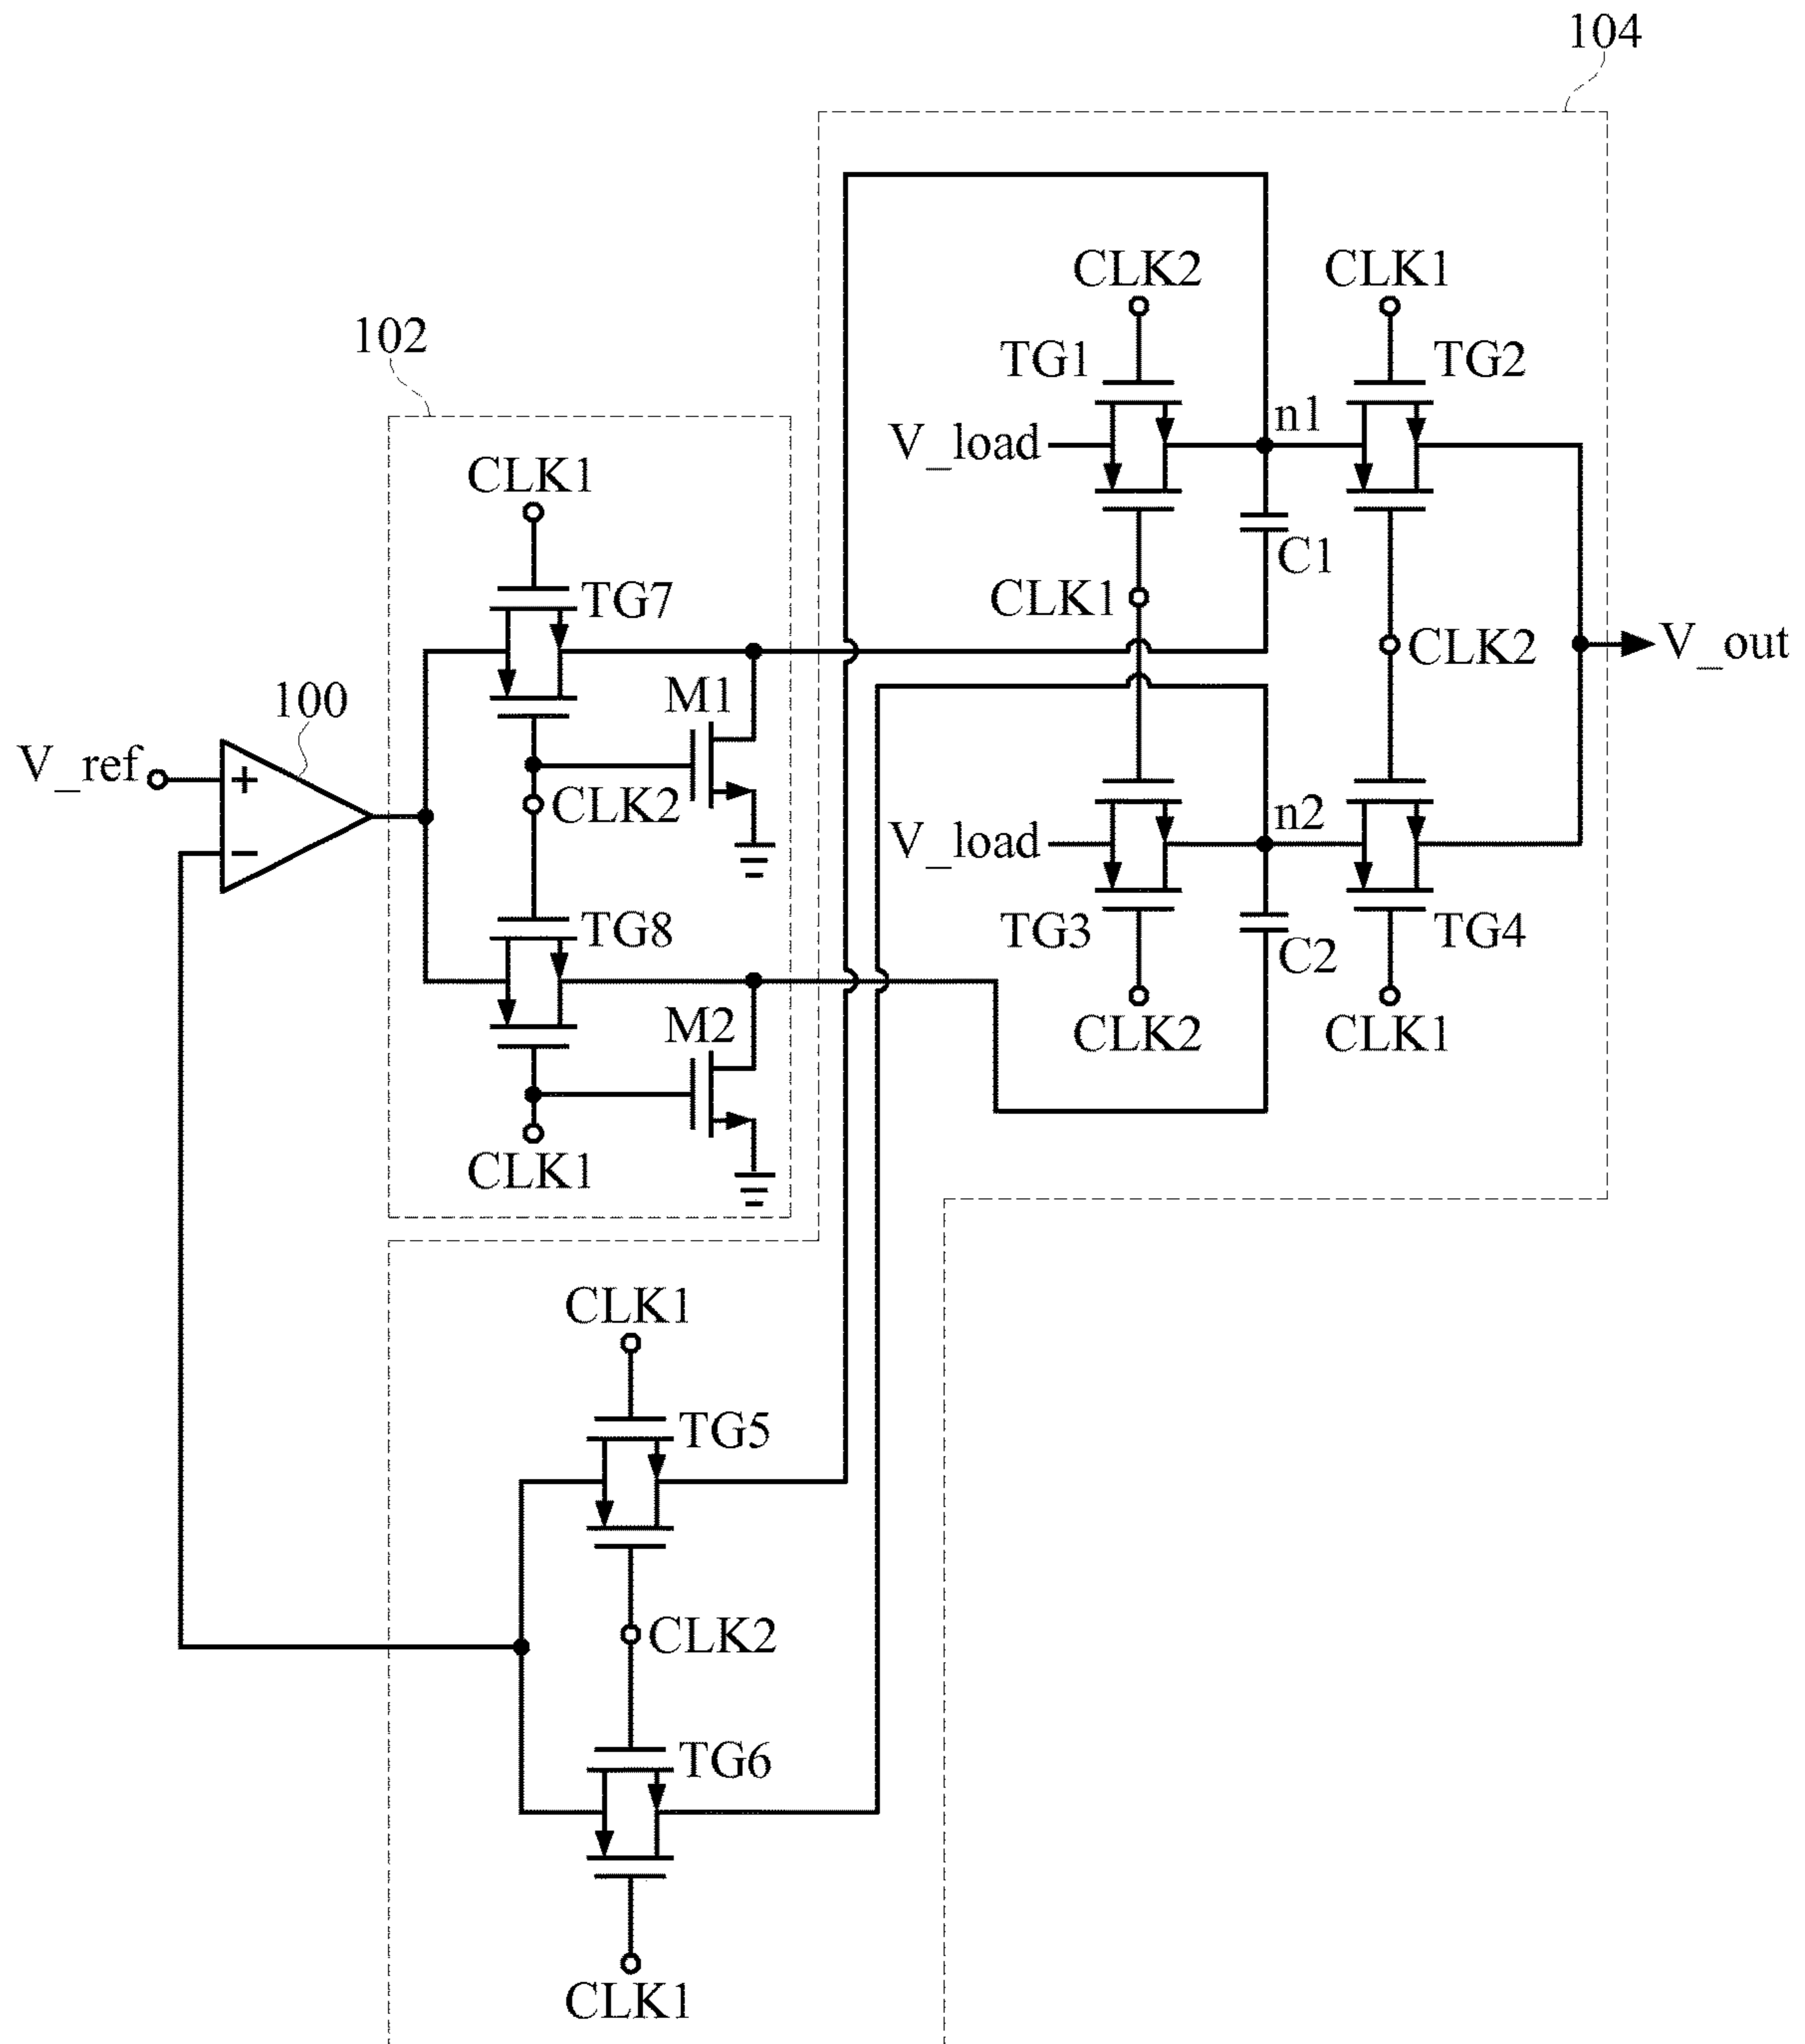 104
CLK2
CLK1
102
TG1
TG2
n1
V_load
CLK1
C1
TG7
CLK1
CLK2
V_out
M1
100
V_ref
+
CLK2
n2
V_load
−
TG8
TG3
C2
TG4
M2
CLK2
CLK1
CLK1
CLK1
TG5
CLK2
TG6
CLK1